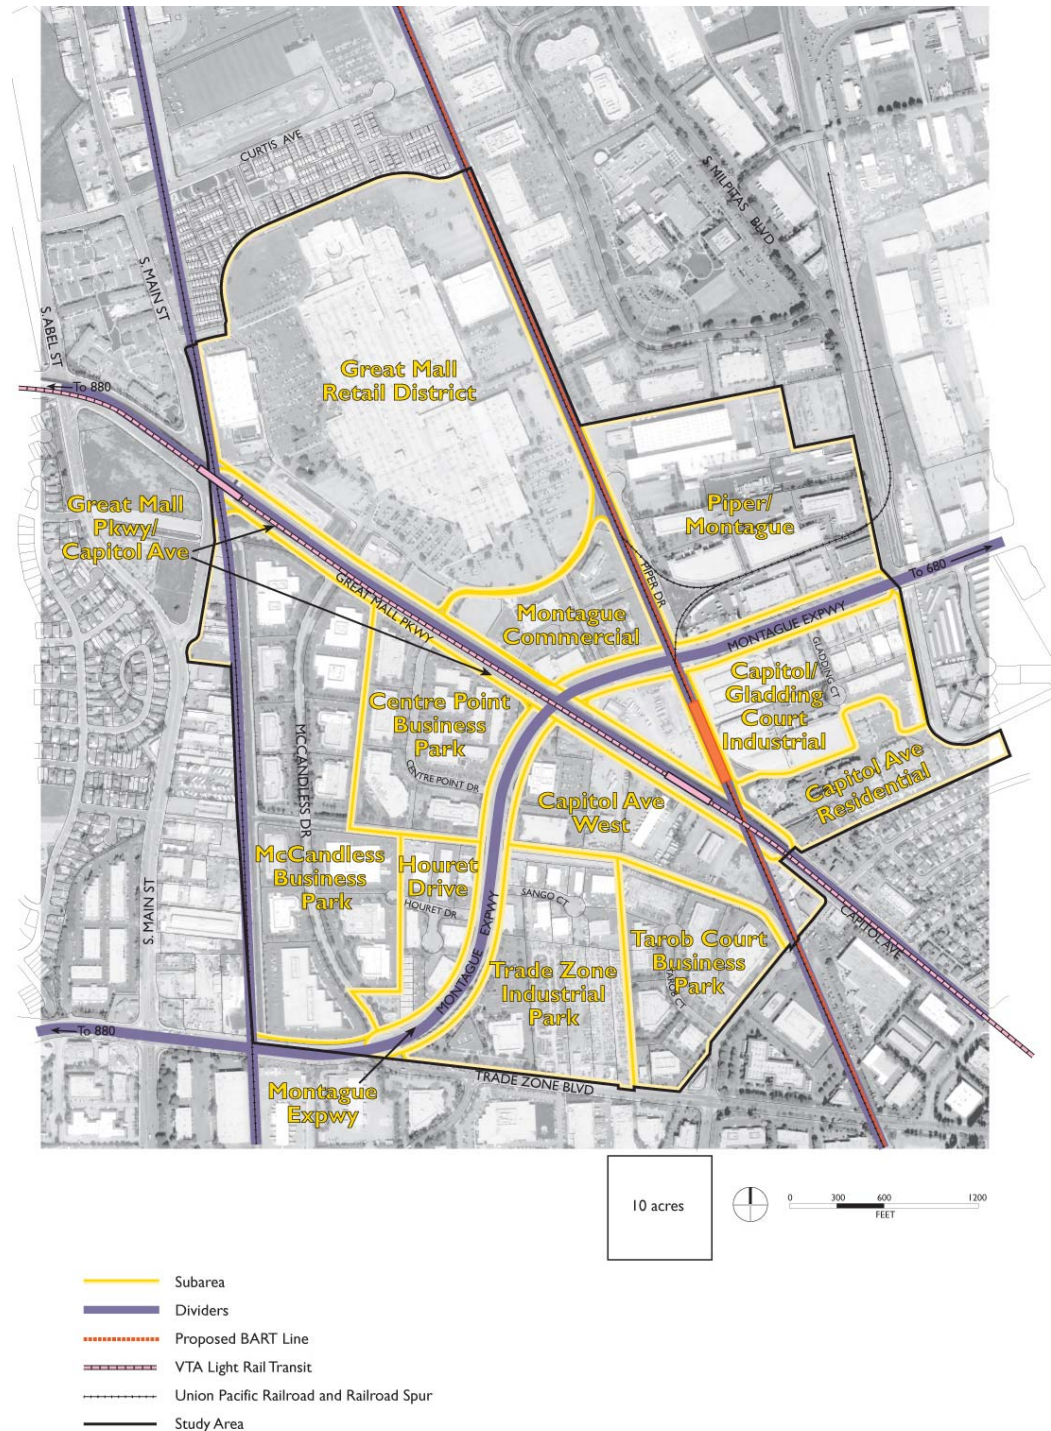 CURTIS AVE
S. MILPITAS BLVD
S. MAIN ST
S. ABEL ST
To 880
Great Mall
Retail District
Great Mall
Pkwy/
Capitol Ave
Piper/
Montague
To 680
PIPER DR
GREAT MALL PKWY
Montague
Commercial
MONTAGUE EXPWY
GLADDING CT
Capitol/
Gladding
Court
Industrial
Centre Point
Business
Park
MCCANDLESS DR
CENTRE POINT DR
Capitol Ave
Residential
Capitol Ave
West
McCandless
Business
Park
Houret
Drive
HOURET DR
SANGO CT
S. MAIN ST
CAPITOL AVE
MONTAGUE EXPWY
Trade Zone
Industrial
Park
Tarob Court
Business
Park
TAROB CT
To 880
TRADE ZONE BLVD
Montague
Expwy
10 acres
0 300 600 1200
FEET
Subarea
Dividers
Proposed BART Line
VTA Light Rail Transit
Union Pacific Railroad and Railroad Spur
Study Area